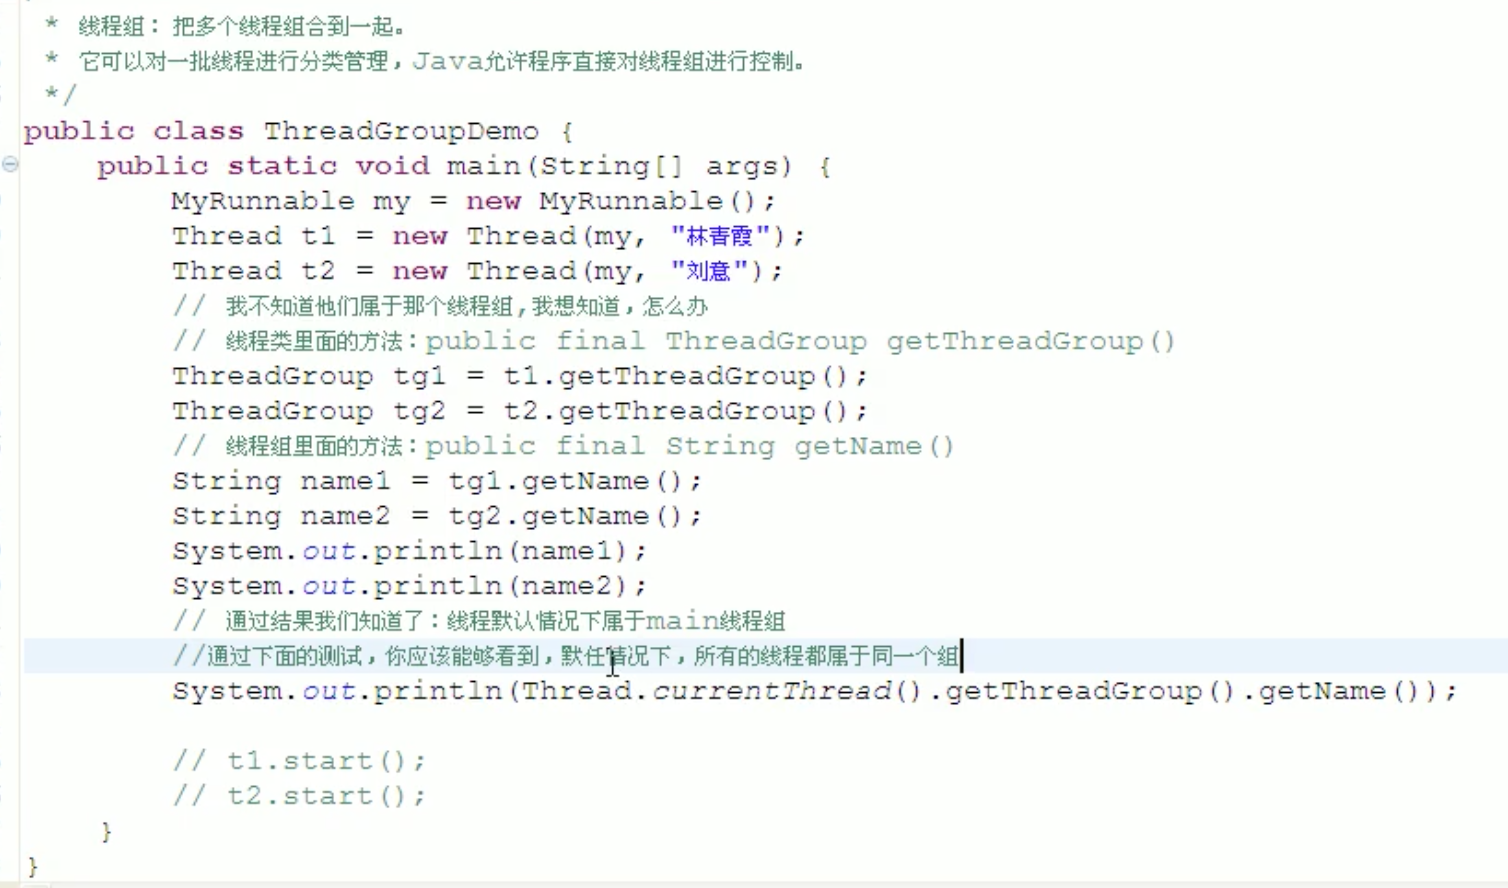 * 线程组: 把多个线程组合到一起。
* 它可以对一批线程进行分类管理,Java允许程序直接对线程组进行控制。
*/
public class ThreadGroupDemo {
public static void main(String[] args) {
MyRunnable my = new MyRunnable();
Thread t1 = new Thread(my, "林青霞");
Thread t2 = new Thread(my, "刘意");
// 我不知道他们属于那个线程组,我想知道,怎么办
// 线程类里面的方法:public final ThreadGroup getThreadGroup()
ThreadGroup tg1 = t1.getThreadGroup();
ThreadGroup tg2 = t2.getThreadGroup();
// 线程组里面的方法:public final String getName()
String name1 = tg1.getName();
String name2 = tg2.getName();
System.out.println(name1);
System.out.println(name2);
// 通过结果我们知道了:线程默认情况下属于main线程组
//通过下面的测试,你应该能够看到,默任情况下,所有的线程都属于同一个组
System.out.println(Thread.currentThread().getThreadGroup().getName());
// t1.start();
// t2.start();
}
}